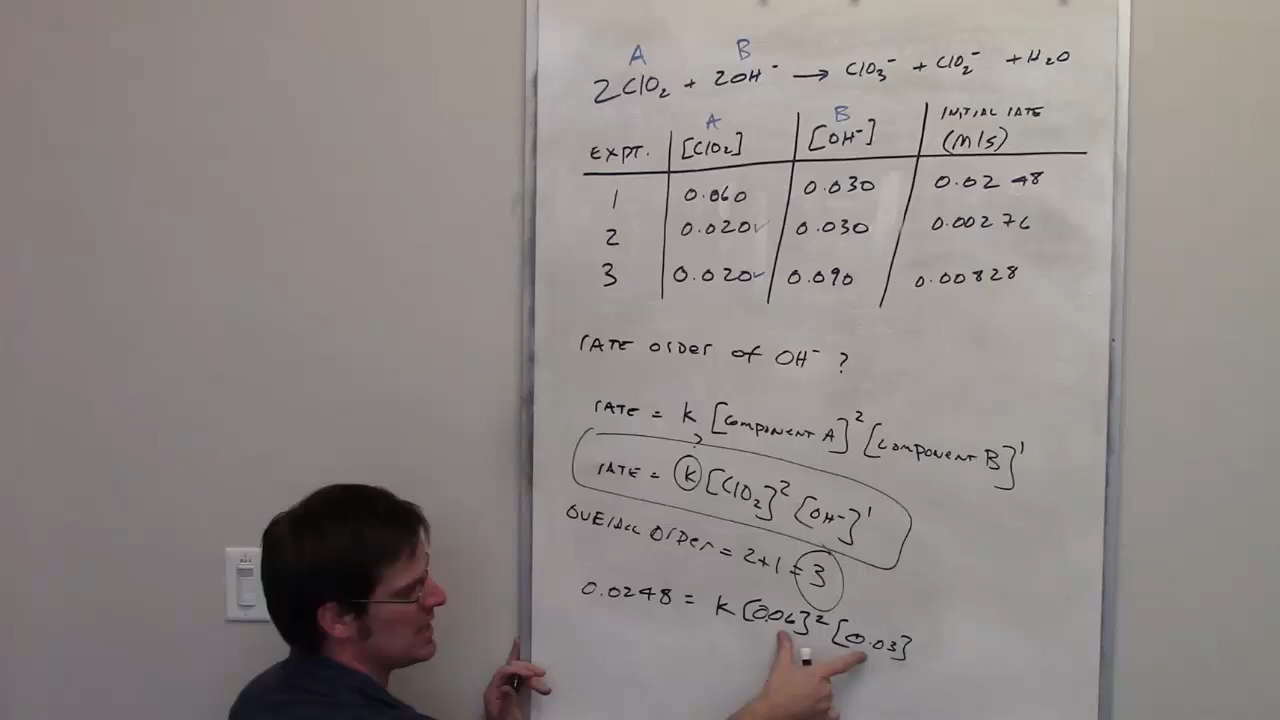 A B
2ClO₂ + 2OH⁻ → ClO₃⁻ + ClO₂⁻ + H₂O
A B INITIAL RATE
EXPT. [ClO₂] [OH⁻] (M/s)
1 0.060 0.030 0.0248
2 0.020✓ 0.030 0.00276
3 0.020✓ 0.090 0.00828
RATE ORDER OF OH⁻ ?
RATE = k [COMPONENT A]² [COMPONENT B]¹
RATE = k [ClO₂]² [OH⁻]¹
OVERALL ORDER = 2+1 = 3
0.0248 = k [0.06]² [0.03]